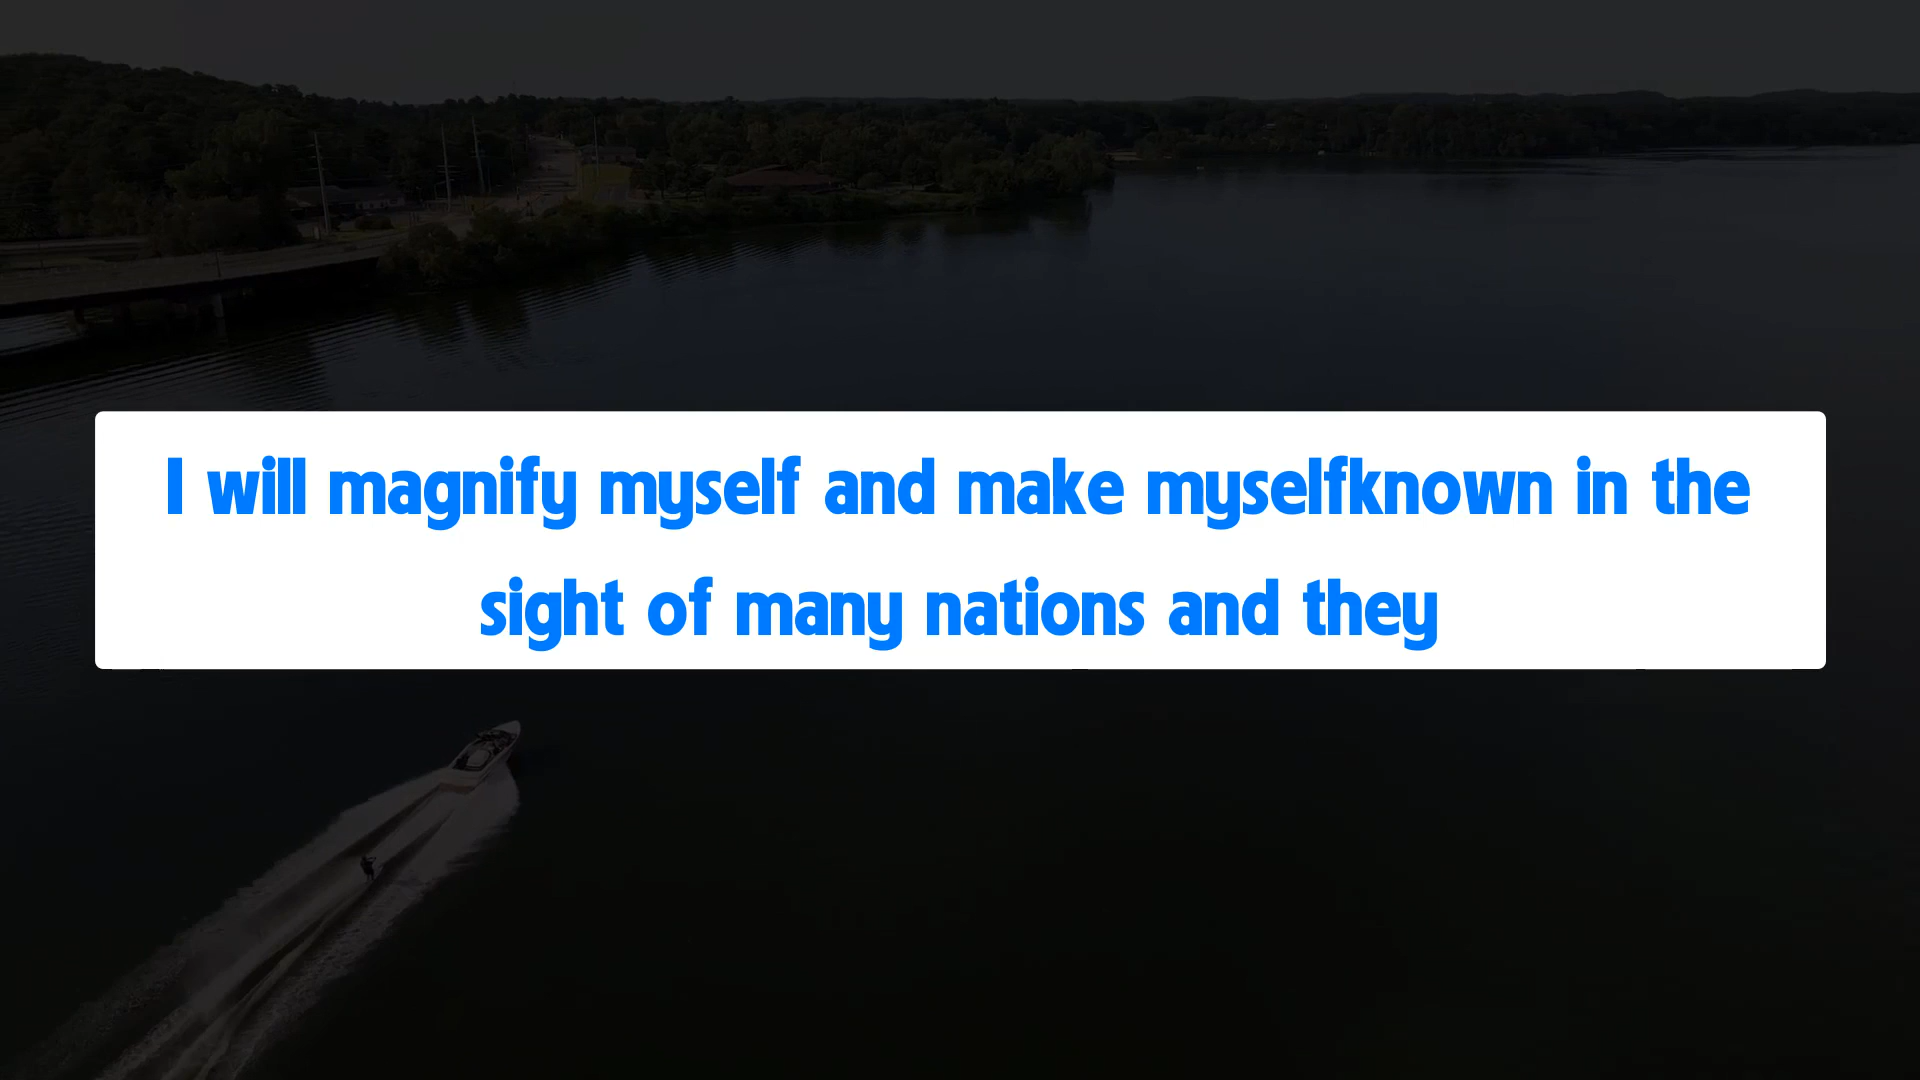 I will magnify myself and make myselfknown in the
sight of many nations and they